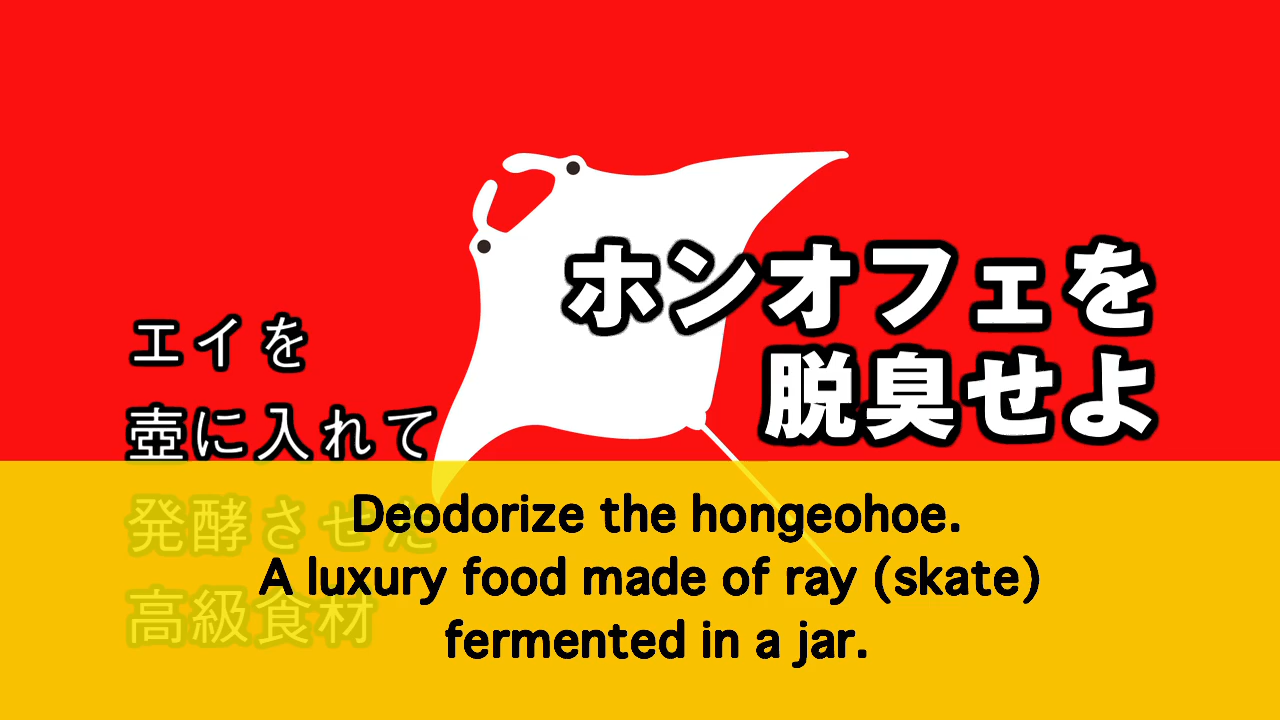 ホンオフェを
脱臭せよ
エイを
壺に入れて
発酵させた
高級食材
Deodorize the hongeohoe.
A luxury food made of ray (skate)
fermented in a jar.